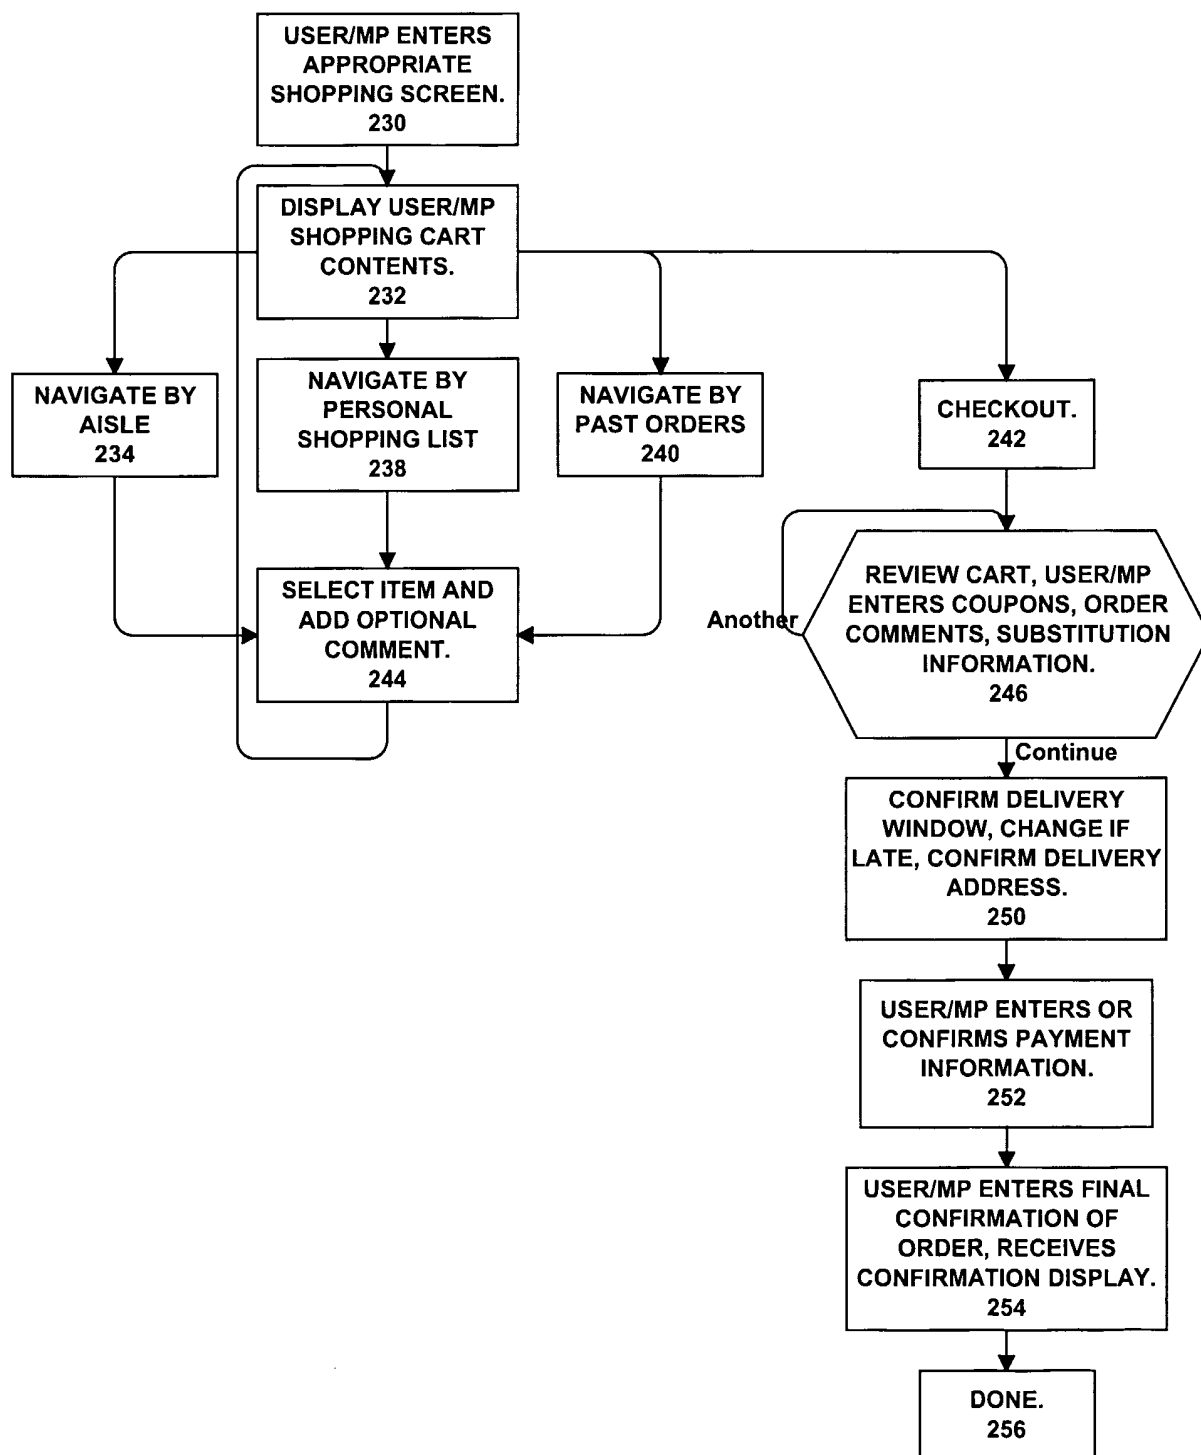 USER/MP ENTERS
APPROPRIATE
SHOPPING SCREEN.
230
DISPLAY USER/MP
SHOPPING CART
CONTENTS.
232
NAVIGATE BY
AISLE
234
NAVIGATE BY
PERSONAL
SHOPPING LIST
238
NAVIGATE BY
PAST ORDERS
240
CHECKOUT.
242
SELECT ITEM AND
ADD OPTIONAL
COMMENT.
244
Another
REVIEW CART, USER/MP
ENTERS COUPONS, ORDER
COMMENTS, SUBSTITUTION
INFORMATION.
246
Continue
CONFIRM DELIVERY
WINDOW, CHANGE IF
LATE, CONFIRM DELIVERY
ADDRESS.
250
USER/MP ENTERS OR
CONFIRMS PAYMENT
INFORMATION.
252
USER/MP ENTERS FINAL
CONFIRMATION OF
ORDER, RECEIVES
CONFIRMATION DISPLAY.
254
DONE.
256